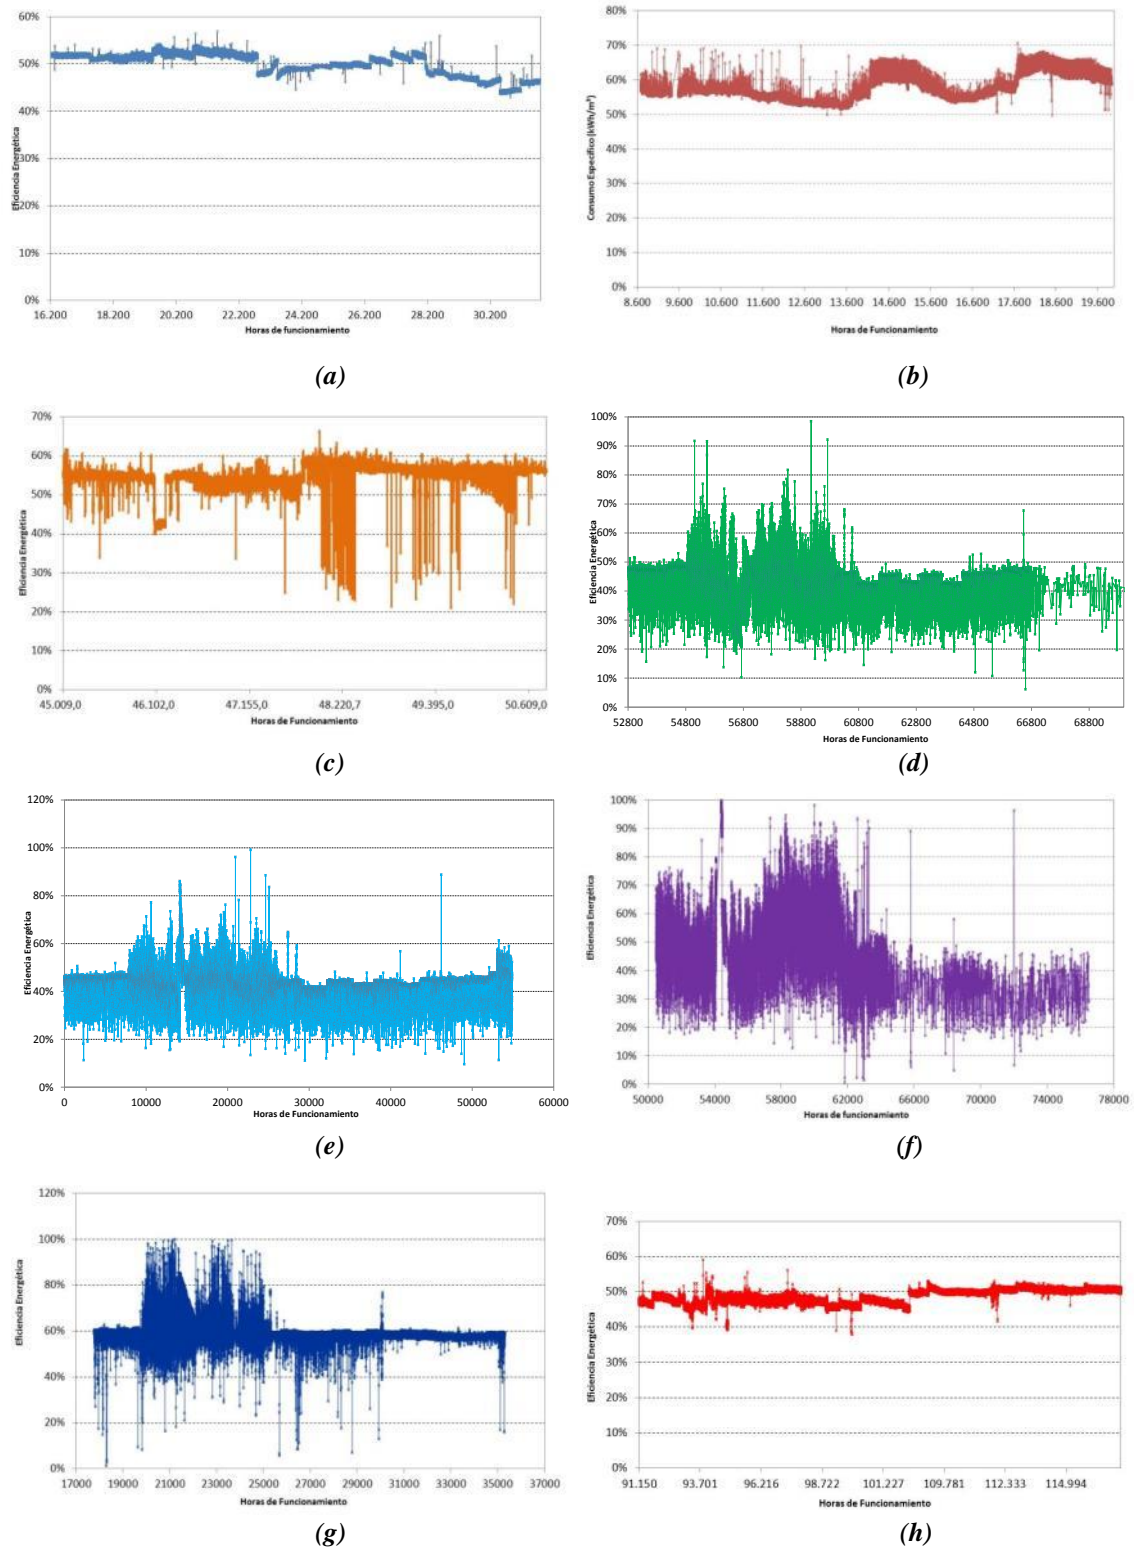 60%
50%
40%
30%
20%
10%
0%
Eficiencia Energética
16.200 18.200 20.200 22.200 24.200 26.200 28.200 30.200
Horas de funcionamiento
(a)
80%
70%
60%
50%
40%
30%
20%
10%
0%
Consumo Específico (kWh/m³)
8.600 9.600 10.600 11.600 12.600 13.600 14.600 15.600 16.600 17.600 18.600 19.600
Horas de funcionamiento
(b)
70%
60%
50%
40%
30%
20%
10%
0%
Eficiencia Energética
45.009,0 46.102,0 47.155,0 48.220,7 49.395,0 50.609,0
Horas de Funcionamiento
(c)
100%
90%
80%
70%
60%
50%
40%
30%
20%
10%
0%
Eficiencia Energética
52800 54800 56800 58800 60800 62800 64800 66800 68800
Horas de Funcionamiento
(d)
120%
100%
80%
60%
40%
20%
0%
Eficiencia Energética
0 10000 20000 30000 40000 50000 60000
Horas de Funcionamiento
(e)
100%
90%
80%
70%
60%
50%
40%
30%
20%
10%
0%
Eficiencia Energética
50000 54000 58000 62000 66000 70000 74000 78000
Horas de funcionamiento
(f)
120%
100%
80%
60%
40%
20%
0%
Eficiencia Energética
17000 19000 21000 23000 25000 27000 29000 31000 33000 35000 37000
Horas de Funcionamiento
(g)
70%
60%
50%
40%
30%
20%
10%
0%
Eficiencia Energética
91.150 93.701 96.216 98.722 101.227 109.781 112.333 114.994
Horas de Funcionamiento
(h)